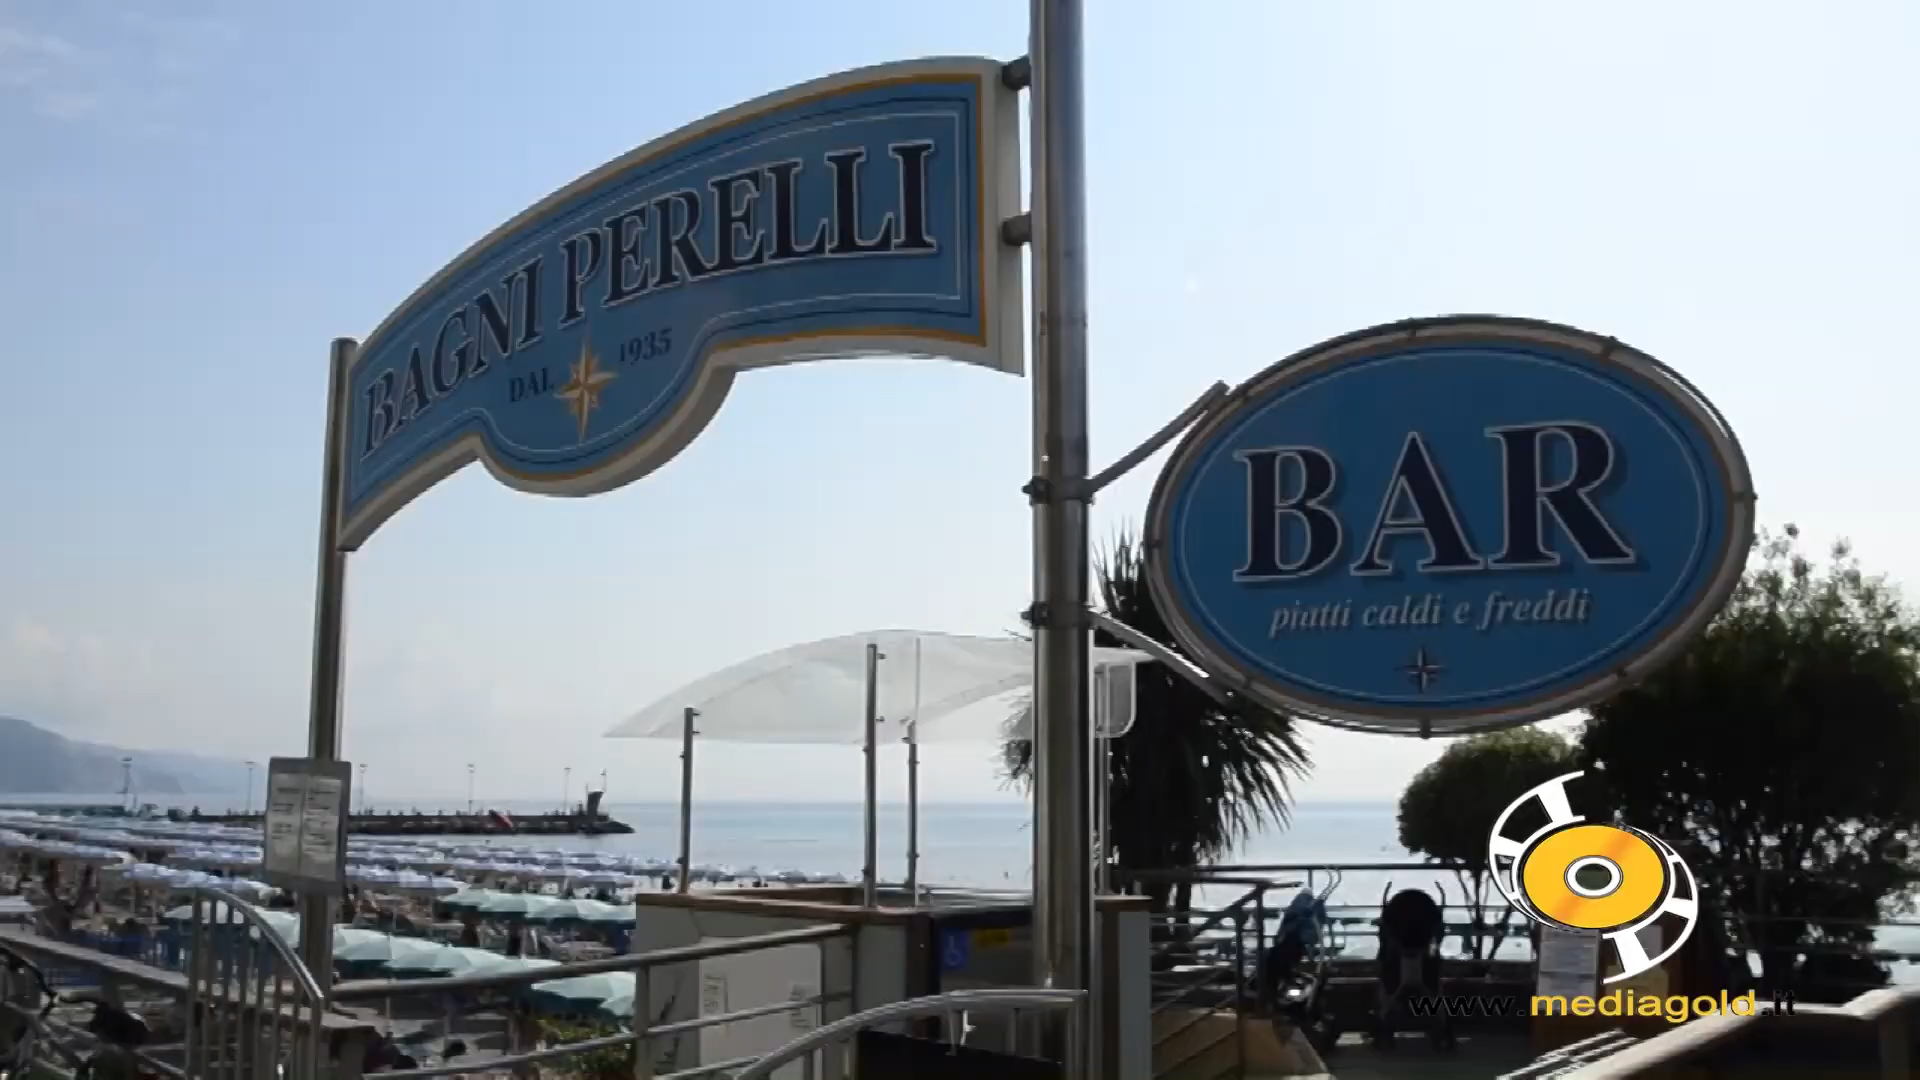 BAGNI PERELLI
DAL 1935
BAR
piatti caldi e freddi
www.mediagold.it